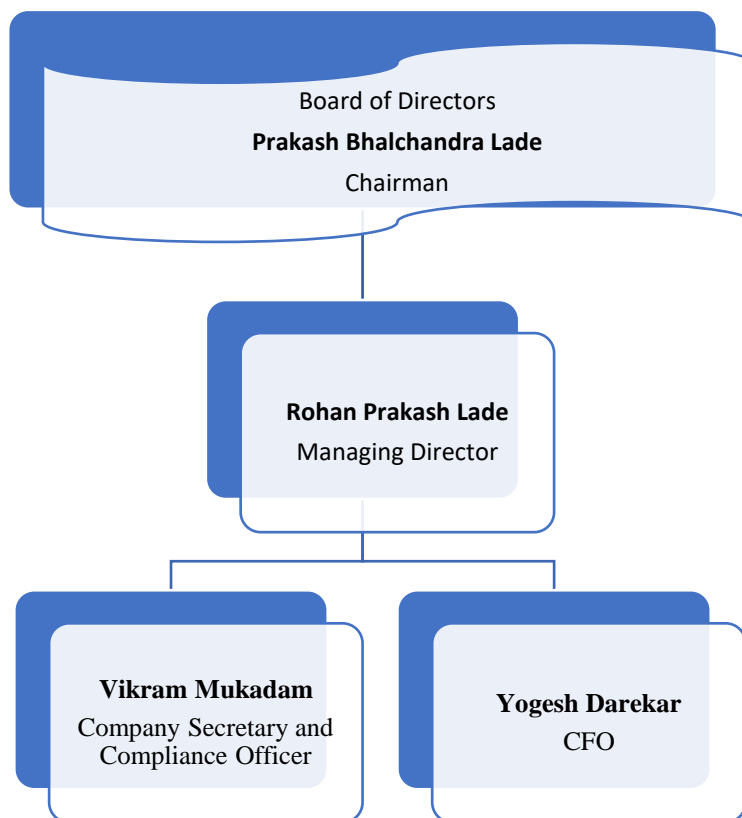 Board of Directors
Prakash Bhalchandra Lade
Chairman
Rohan Prakash Lade
Managing Director
Vikram Mukadam
Company Secretary and
Compliance Officer
Yogesh Darekar
CFO